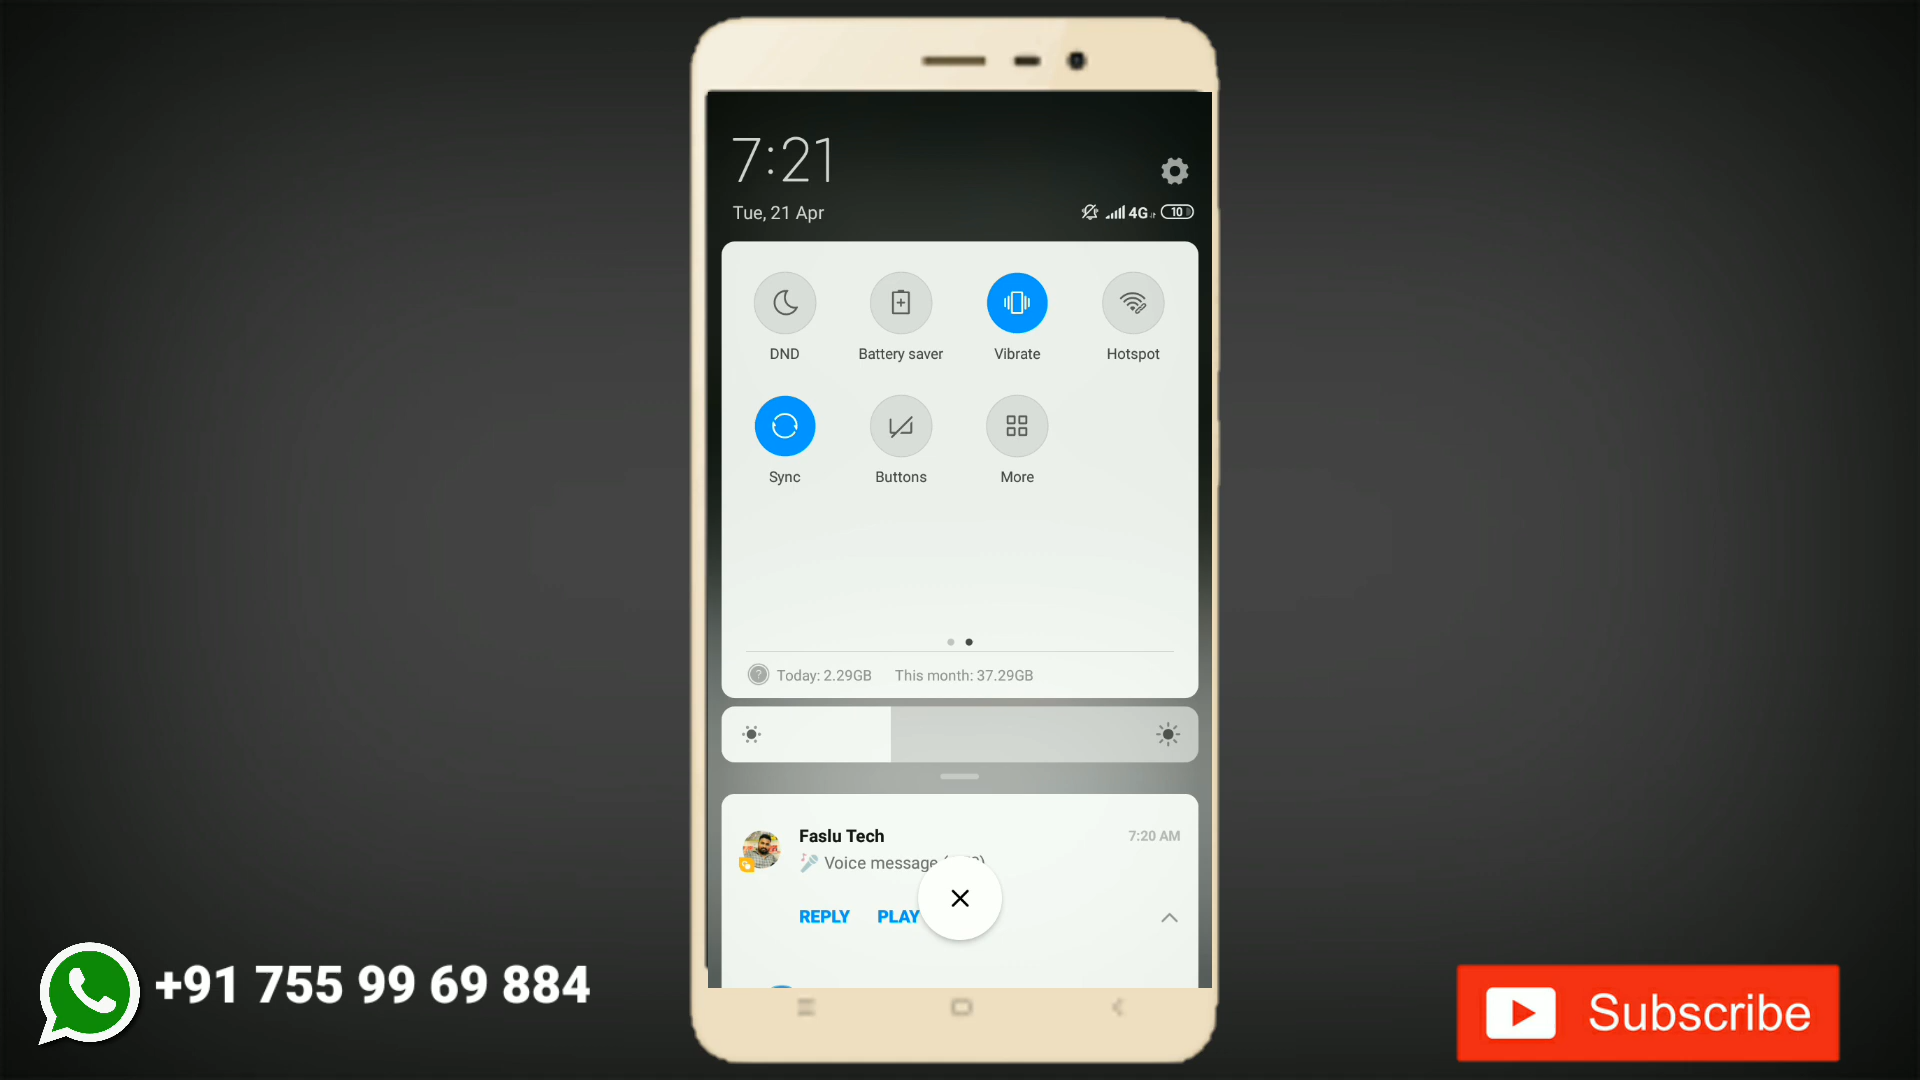 7:21
Tue, 21 Apr
4G
10
DND
Battery saver
Vibrate
Hotspot
Sync
Buttons
More
Today: 2.29GB
This month: 37.29GB
Faslu Tech
7:20 AM
Voice message
REPLY
PLAY
+91 755 99 69 884
Subscribe